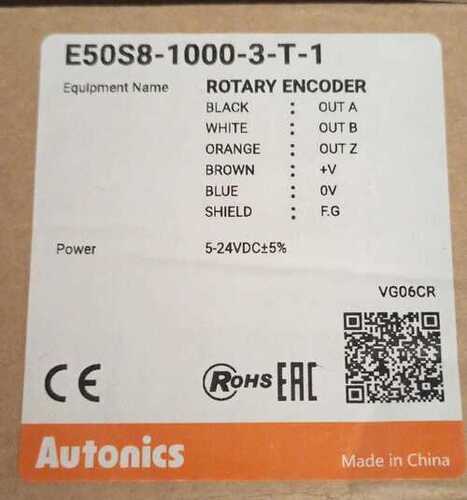 E50S8-1000-3-T-1
Equipment Name ROTARY ENCODER
BLACK : OUT A
WHITE : OUT B
ORANGE : OUT Z
BROWN : +V
BLUE : 0V
SHIELD : F.G
Power 5-24VDC±5%
VG06CR
CE RoHS EAC
Autonics Made in China